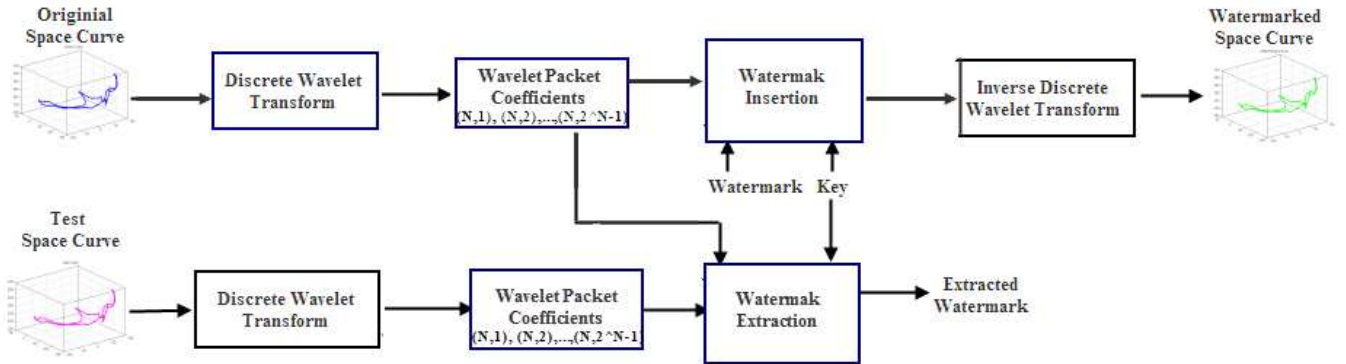 Originial
Space Curve
Watermarked
Space Curve
Discrete Wavelet
Transform
Wavelet Packet
Coefficients
(N,1), (N,2),...,(N,2^N-1)
Watermak
Insertion
Inverse Discrete
Wavelet Transform
Watermark
Key
Test
Space Curve
Discrete Wavelet
Transform
Wavelet Packet
Coefficients
(N,1), (N,2),...,(N,2^N-1)
Watermak
Extraction
Extracted
Watermark